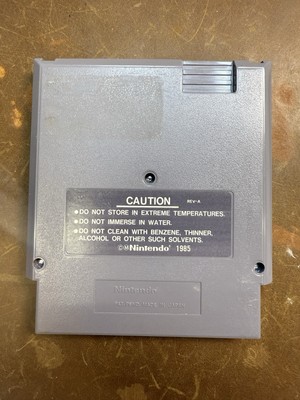 CAUTION REV-A
●DO NOT STORE IN EXTREME TEMPERATURES.
●DO NOT IMMERSE IN WATER.
●DO NOT CLEAN WITH BENZENE, THINNER,
ALCOHOL OR OTHER SUCH SOLVENTS.
©Nintendo® 1985
Nintendo